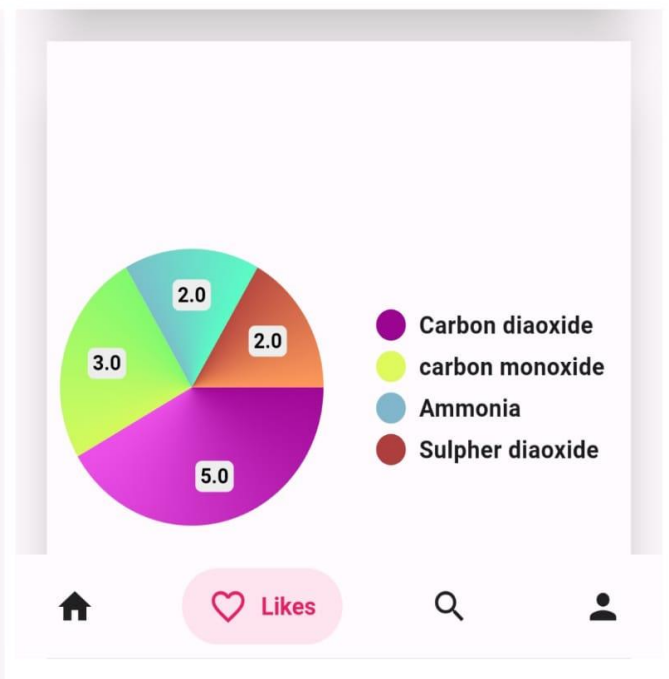 2.0
2.0
3.0
5.0
Carbon diaoxide
carbon monoxide
Ammonia
Sulpher diaoxide
Likes